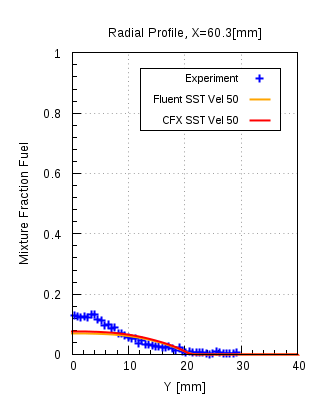 Radial Profile, X=60.3[mm]
Experiment
Fluent SST Vel 50
CFX SST Vel 50
Mixture Fraction Fuel
1
0.8
0.6
0.4
0.2
0
0 10 20 30 40
Y [mm]